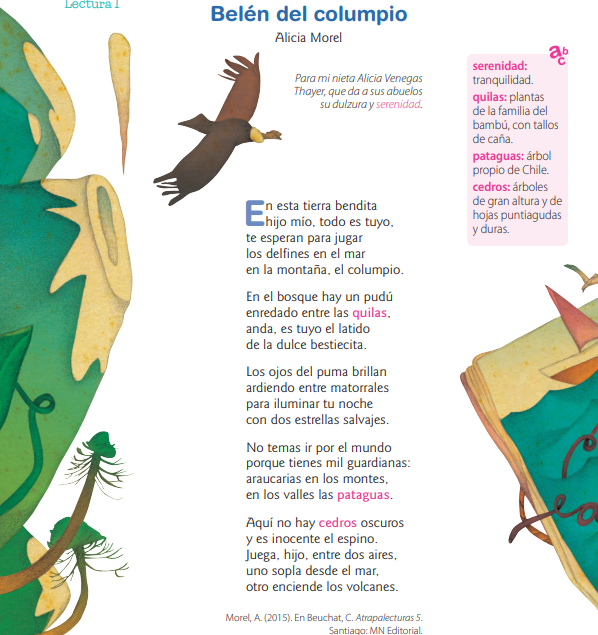 Lectura 1
Belén del columpio
Alicia Morel
Para mi nieta Alicia Venegas
Thayer, que da a sus abuelos
su dulzura y serenidad.
En esta tierra bendita
hijo mío, todo es tuyo,
te esperan para jugar
los delfines en el mar
en la montaña, el columpio.
En el bosque hay un pudú
enredado entre las quilas,
anda, es tuyo el latido
de la dulce bestiecita.
Los ojos del puma brillan
ardiendo entre matorrales
para iluminar tu noche
con dos estrellas salvajes.
No temas ir por el mundo
porque tienes mil guardianas:
araucarias en los montes,
en los valles las pataguas.
Aquí no hay cedros oscuros
y es inocente el espino.
Juega, hijo, entre dos aires,
uno sopla desde el mar,
otro enciende los volcanes.
Morel, A. (2015). En Beuchat, C. Atrapalecturas 5.
Santiago: MN Editorial.
abc
serenidad:
tranquilidad.
quilas: plantas
de la familia del
bambú, con tallos
de caña.
pataguas: árbol
propio de Chile.
cedros: árboles
de gran altura y de
hojas puntiagudas
y duras.